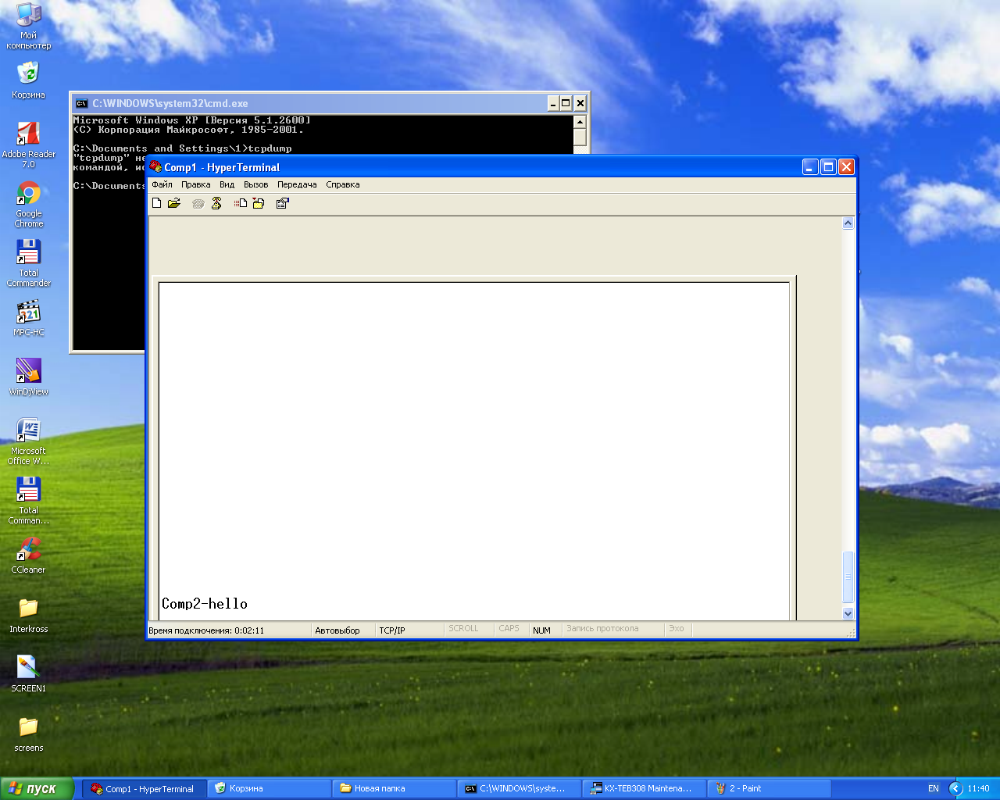 Мой
компьютер
Корзина
Adobe Reader
7.0
Google
Chrome
Total
Commander
MPC-HC
WinDjView
Microsoft
Office W...
Total
Comman...
CCleaner
Interkross
SCREEN1
screens
C:\WINDOWS\system32\cmd.exe
Microsoft Windows XP [Версия 5.1.2600]
(C) Корпорация Майкрософт, 1985-2001.
C:\Documents and Settings\1>tcpdump
"tcpdump" не
командой, ис
C:\Documents
Comp1 - HyperTerminal
Файл Правка Вид Вызов Передача Справка
Comp2-hello
Время подключения: 0:02:11 Автовыбор TCP/IP SCROLL CAPS NUM Запись протокола Эхо
пуск Comp1 - HyperTerminal Корзина Новая папка C:\WINDOWS\syste... KX-TEB308 Maintena... 2 - Paint EN 11:40